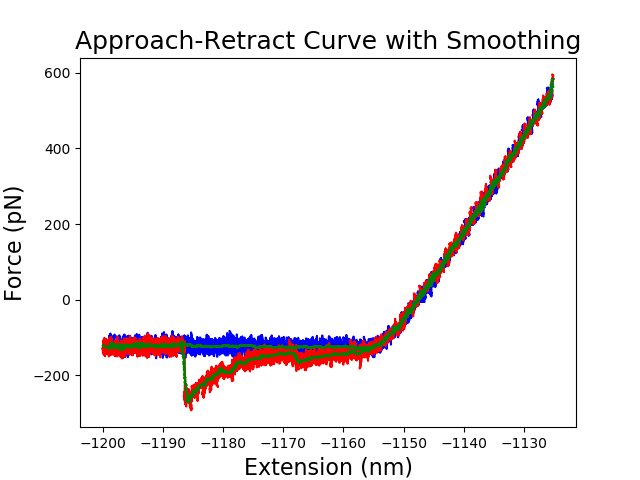 Approach-Retract Curve with Smoothing
600
400
200
0
−200
Force (pN)
−1200 −1190 −1180 −1170 −1160 −1150 −1140 −1130
Extension (nm)